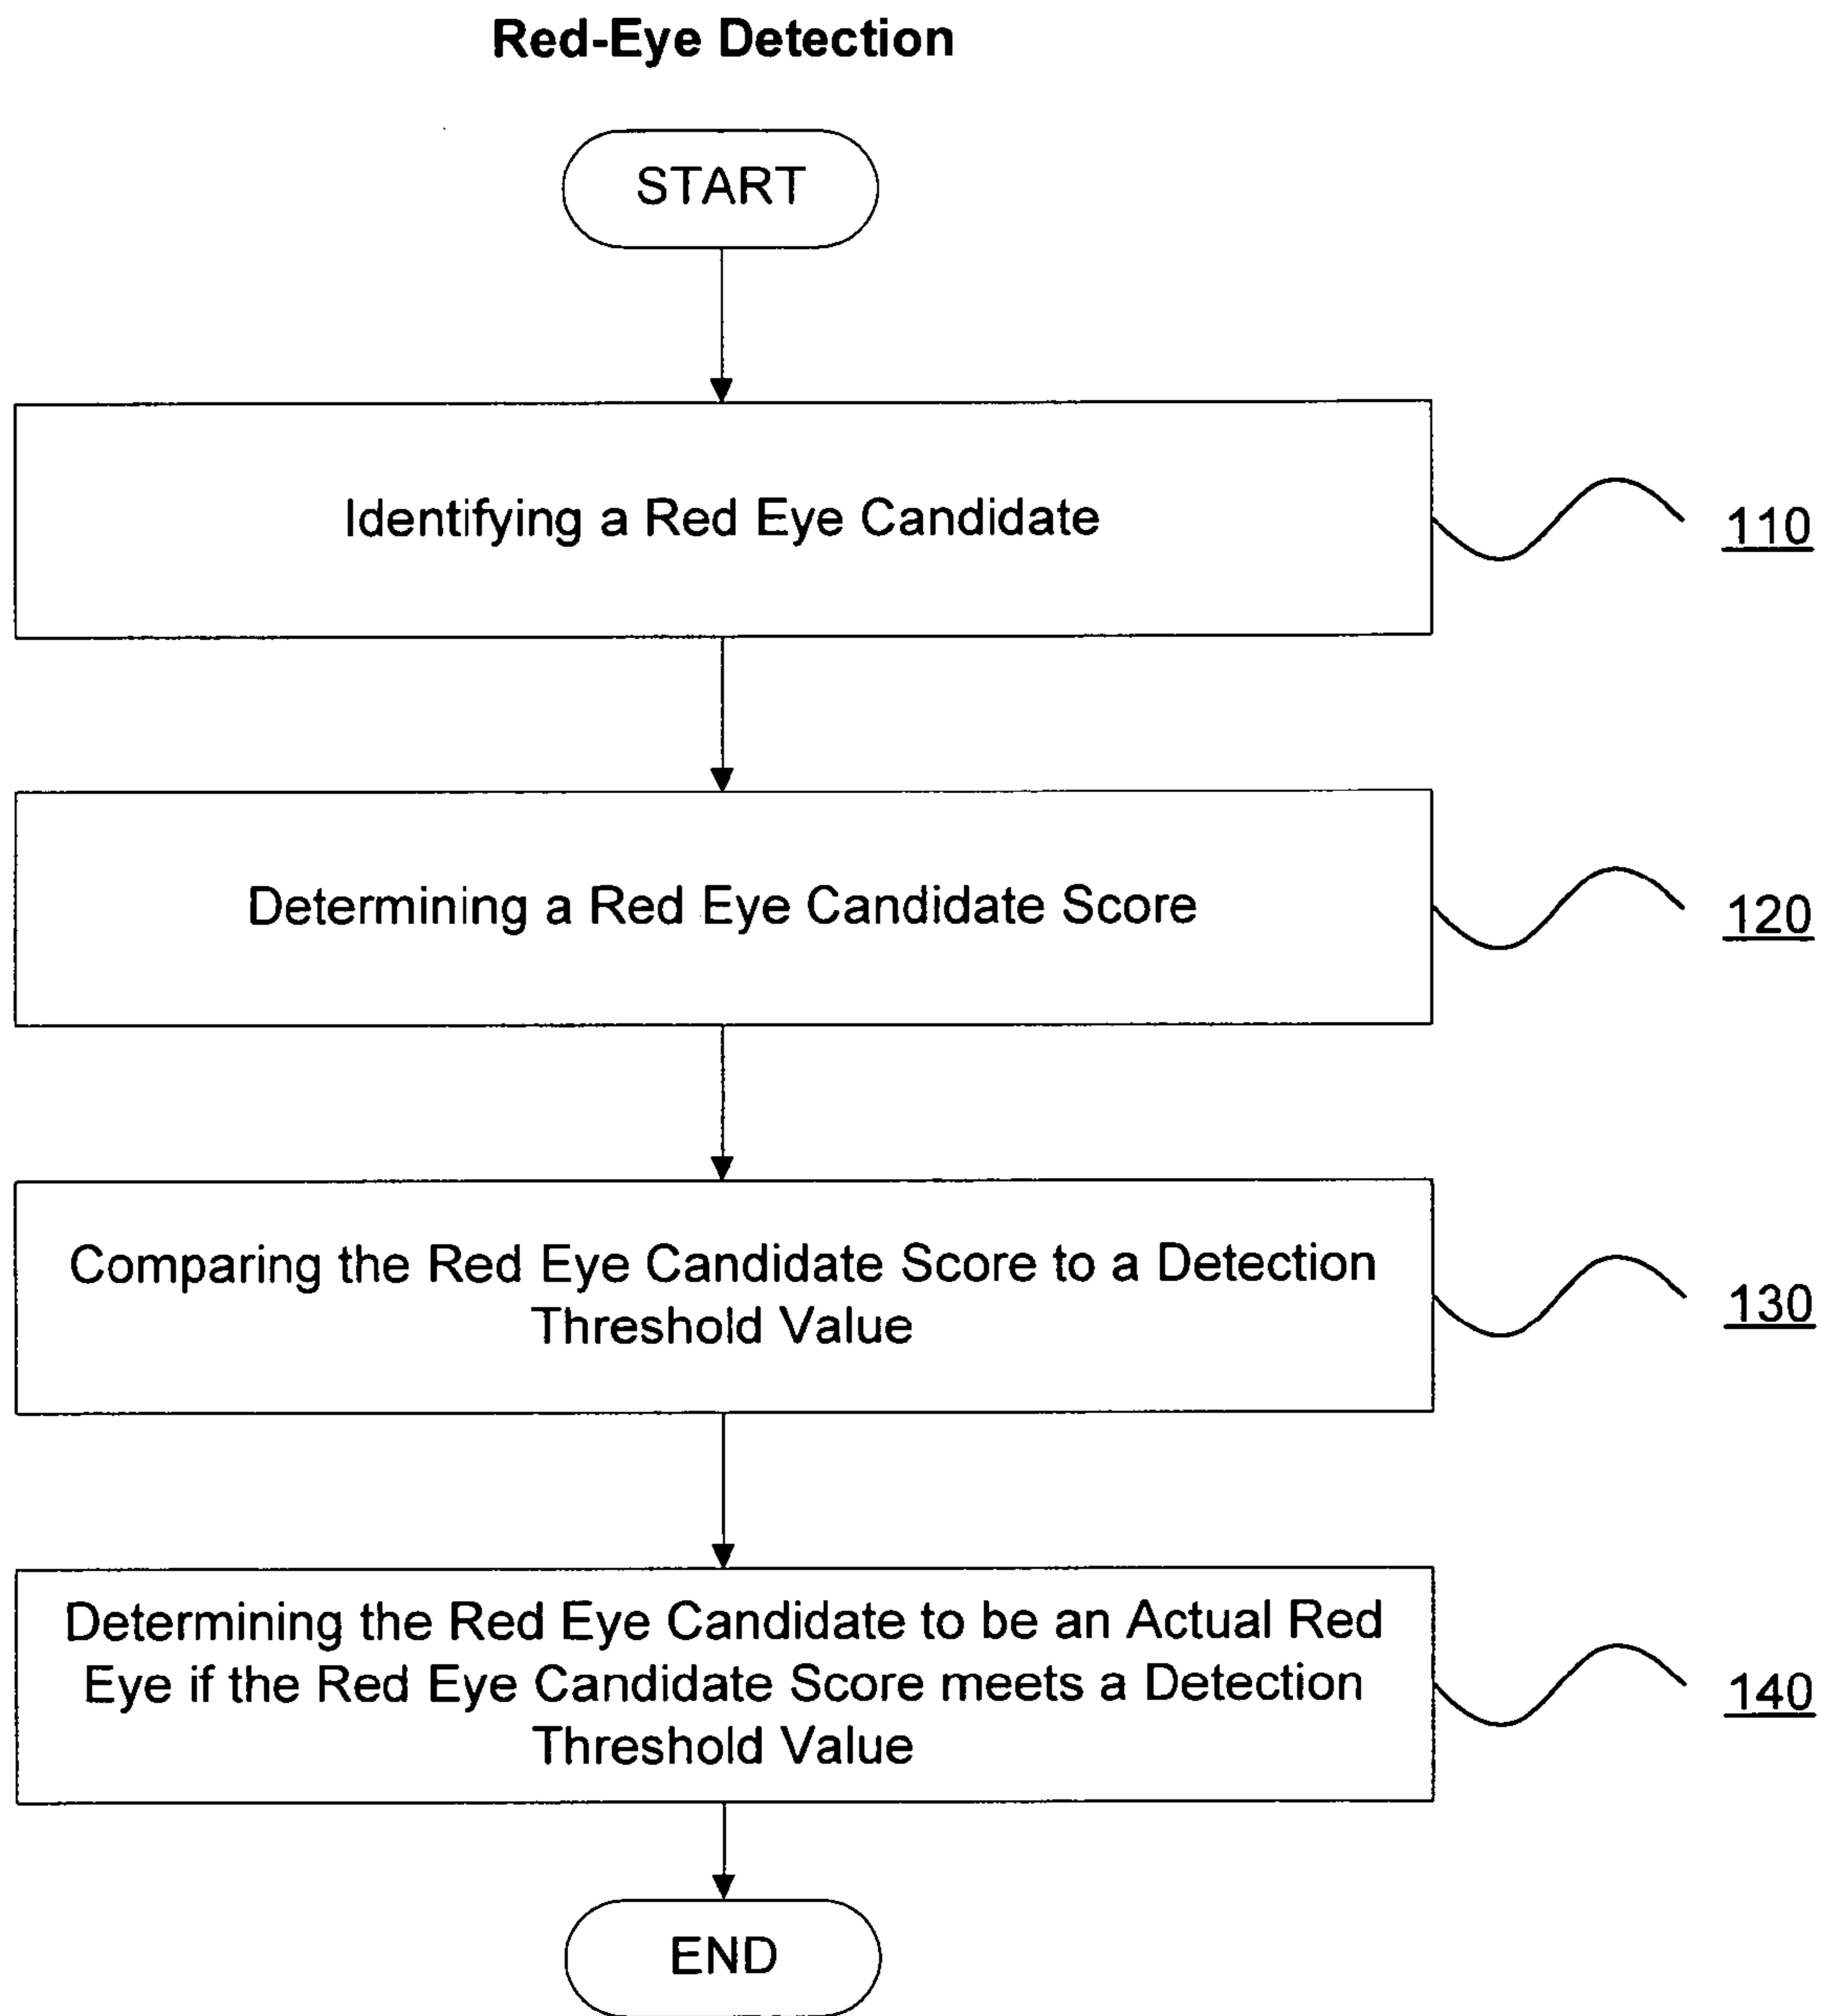 Red-Eye Detection
START
Identifying a Red Eye Candidate
110
Determining a Red Eye Candidate Score
120
Comparing the Red Eye Candidate Score to a Detection
Threshold Value
130
Determining the Red Eye Candidate to be an Actual Red
Eye if the Red Eye Candidate Score meets a Detection
Threshold Value
140
END